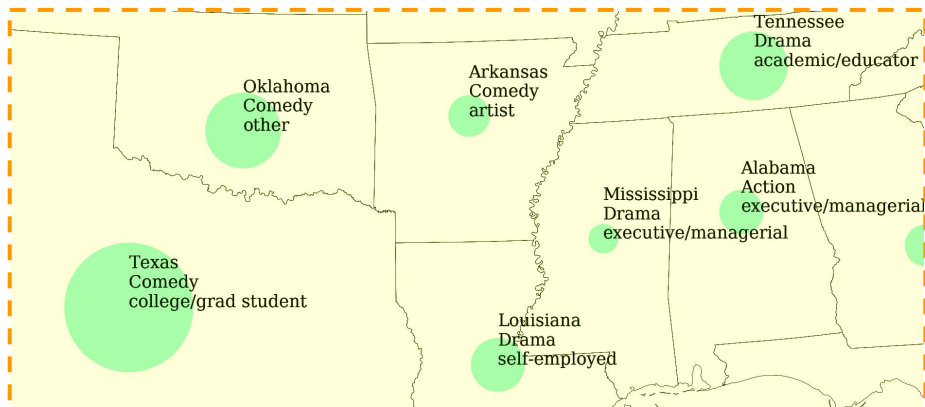 Tennessee
Drama
academic/educator
Oklahoma
Comedy
other
Arkansas
Comedy
artist
Alabama
Action
executive/managerial
Mississippi
Drama
executive/managerial
Texas
Comedy
college/grad student
Louisiana
Drama
self-employed